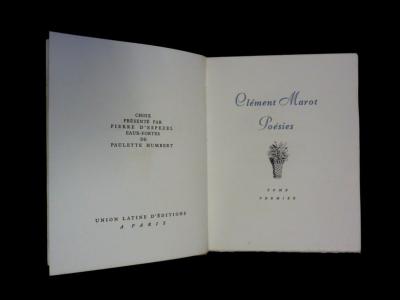 CHOIX
PRÉSENTÉ PAR
PIERRE D'ESPEZEL
EAUX-FORTES
DE
PAULETTE HUMBERT
UNION LATINE D'ÉDITIONS
A PARIS
Clément Marot
Poésies
TOME
PREMIER